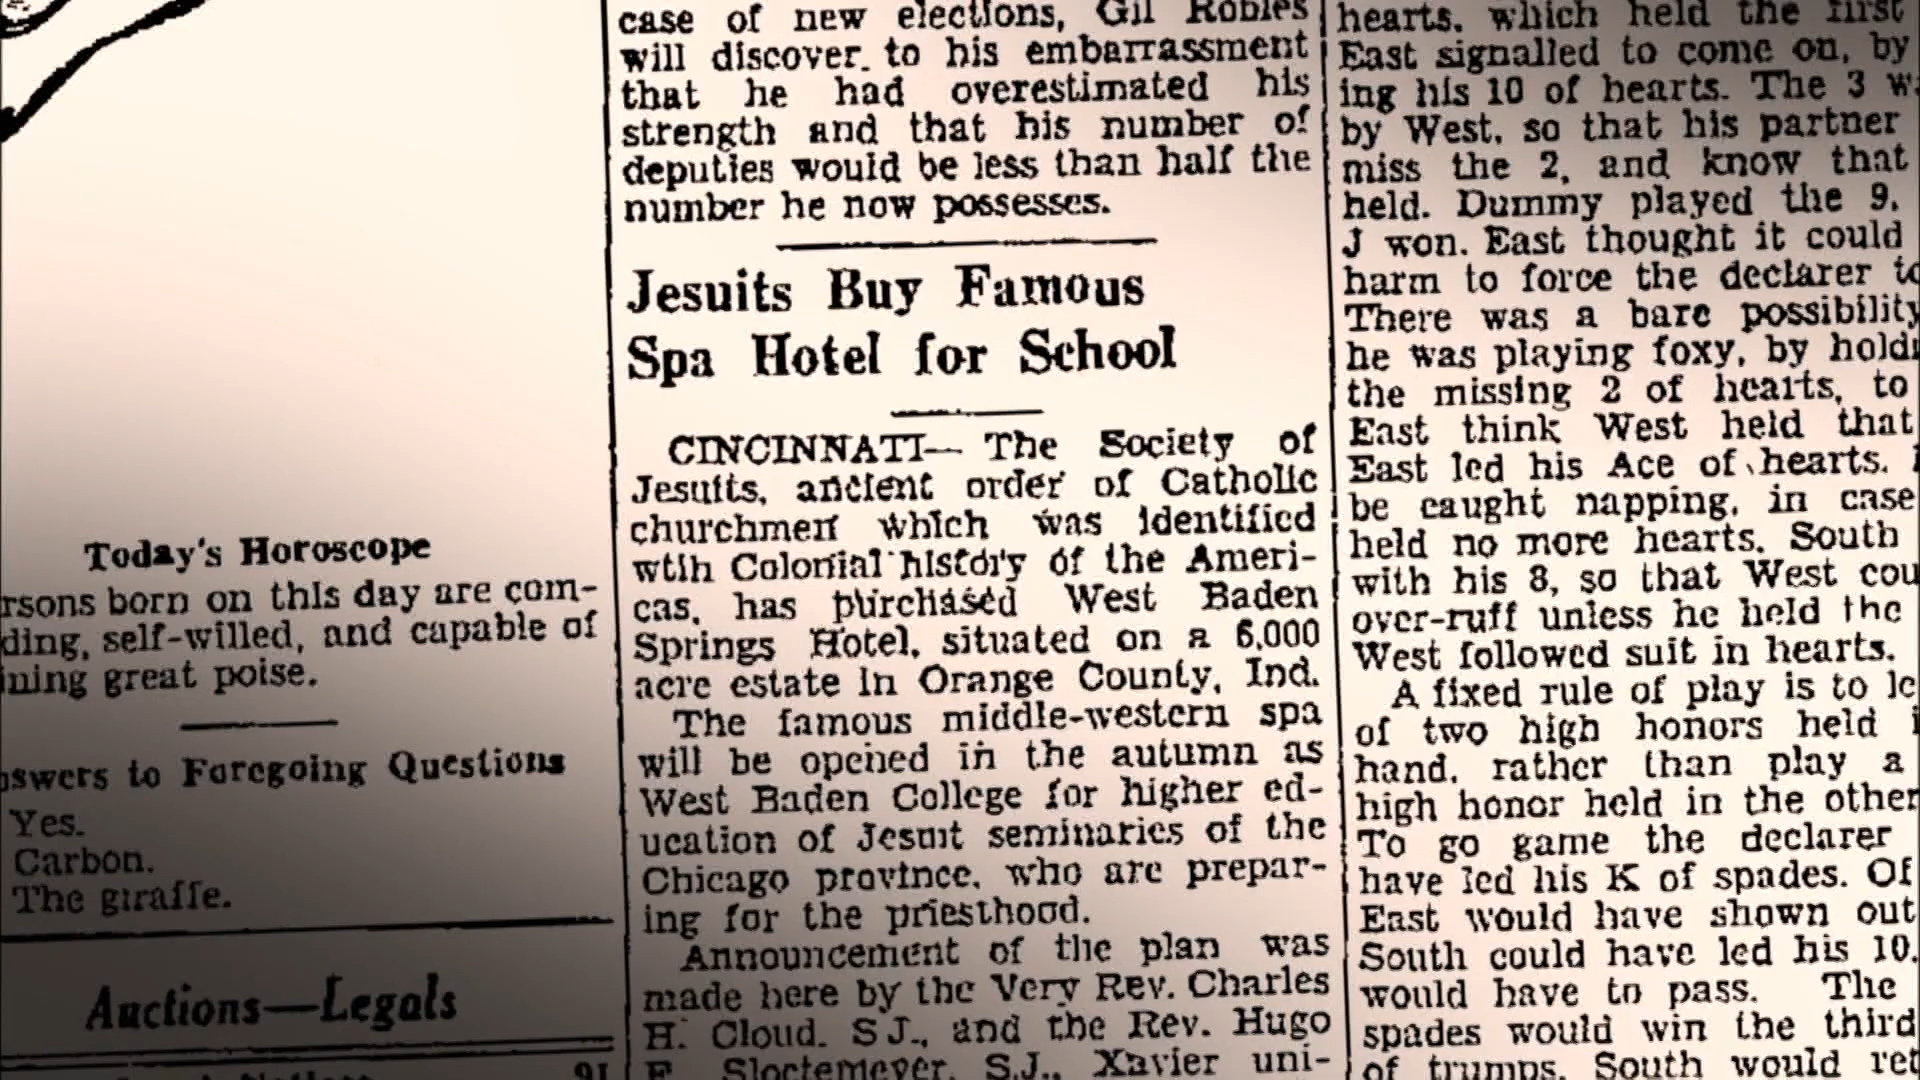 Today's Horoscope
rsons born on this day are com-
ding, self-willed, and capable of
ining great poise.
swers to Foregoing Questions
Yes.
Carbon.
The giraffe.
Auctions—Legals
91
case of new elections, Gil Robles
will discover to his embarrassment
that he had overestimated his
strength and that his number of
deputies would be less than half the
number he now possesses.
Jesuits Buy Famous
Spa Hotel for School
CINCINNATI— The Society of
Jesuits, ancient order of Catholic
churchmen which was identified
wtih Colonial history of the Ameri-
cas, has purchased West Baden
Springs Hotel, situated on a 6,000
acre estate in Orange County, Ind.
The famous middle-western spa
will be opened in the autumn as
West Baden College for higher ed-
ucation of Jesuit seminaries of the
Chicago province, who are prepar-
ing for the priesthood.
Announcement of the plan was
made here by the Very Rev. Charles
H. Cloud, S.J., and the Rev. Hugo
F. Sloctemeyer, S.J., Xavier uni-
hearts, which held the first
East signalled to come on, by
ing his 10 of hearts. The 3 w
by West, so that his partner
miss the 2, and know that
held. Dummy played the 9,
J won. East thought it could
harm to force the declarer to
There was a bare possibility
he was playing foxy, by hold
the missing 2 of hearts, to
East think West held that
East led his Ace of hearts.
be caught napping, in case
held no more hearts. South
with his 8, so that West cou
over-ruff unless he held the
West followed suit in hearts.
A fixed rule of play is to le
of two high honors held i
hand, rather than play a
high honor held in the other
To go game the declarer
have led his K of spades. Of
East would have shown out
South could have led his 10.
would have to pass. The
spades would win the third
of trumps. South would ret